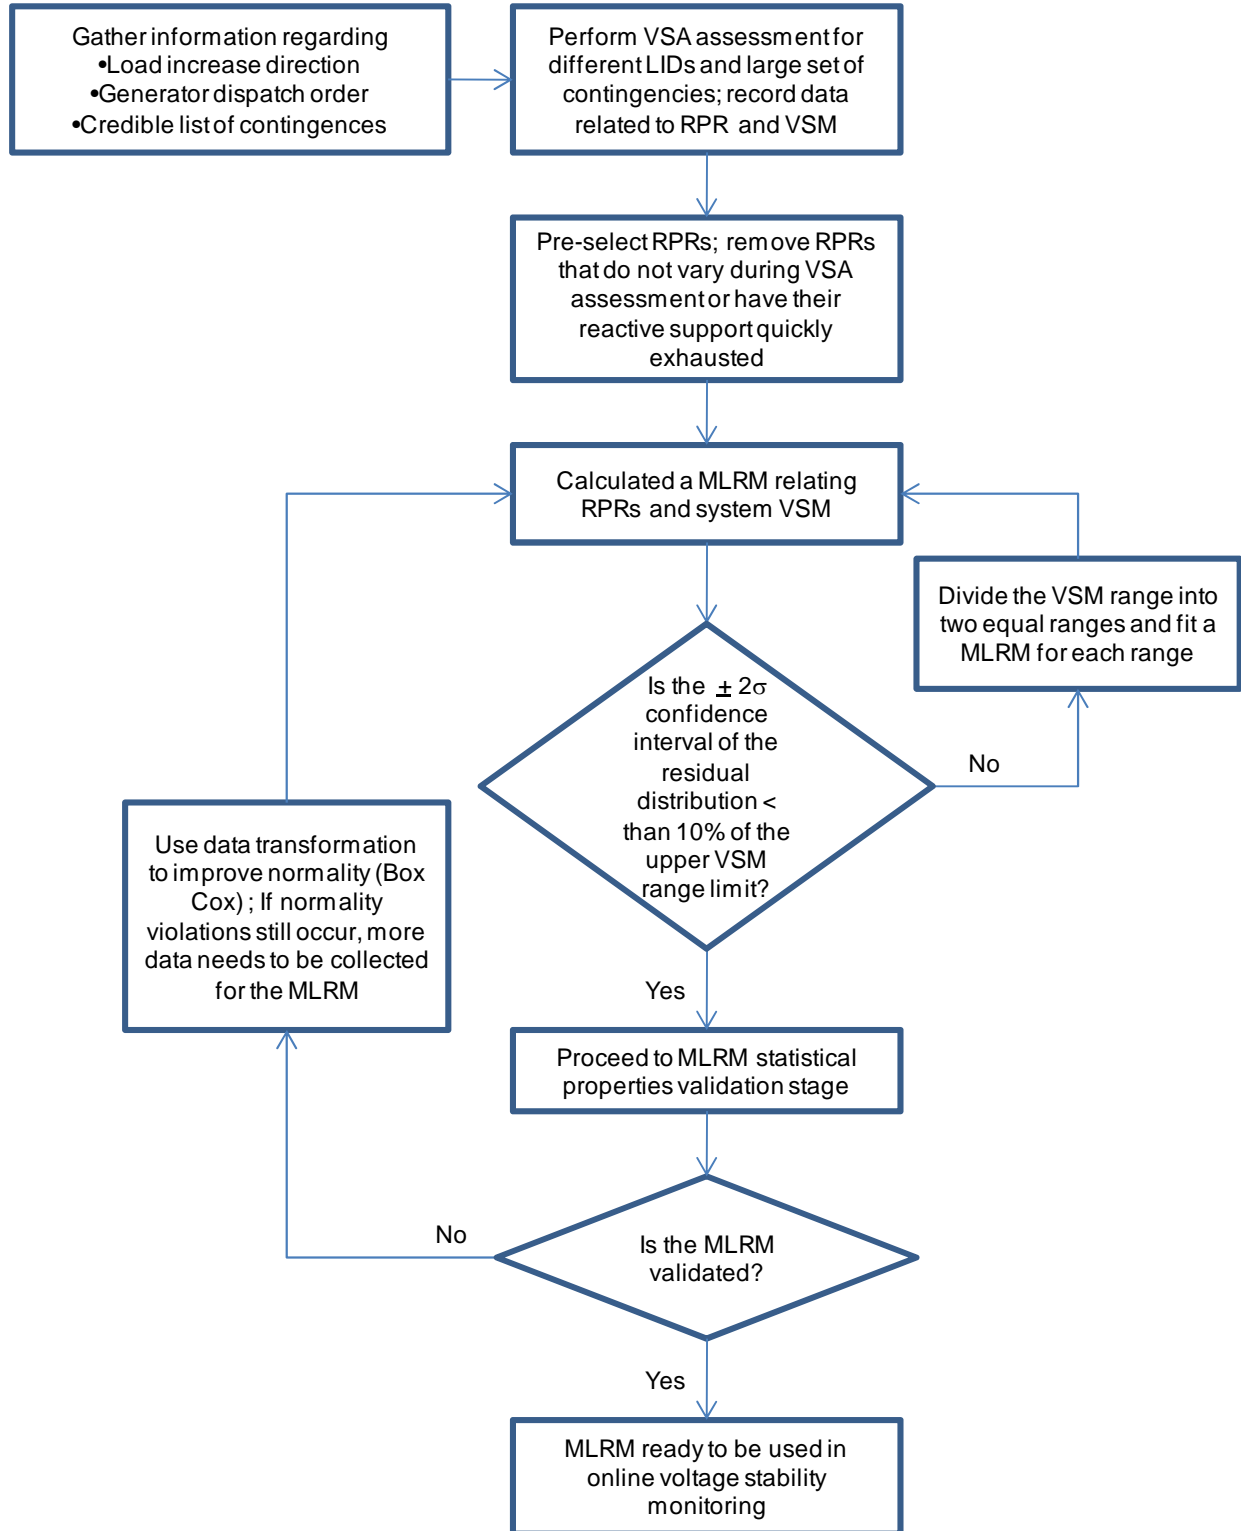 Gather information regarding
•Load increase direction
•Generator dispatch order
•Credible list of contingences
Perform VSA assessment for
different LIDs and large set of
contingencies; record data
related to RPR and VSM
Pre-select RPRs; remove RPRs
that do not vary during VSA
assessment or have their
reactive support quickly
exhausted
Calculated a MLRM relating
RPRs and system VSM
Divide the VSM range into
two equal ranges and fit a
MLRM for each range
Is the ± 2σ
confidence
interval of the
residual
distribution <
than 10% of the
upper VSM
range limit?
No
Use data transformation
to improve normality (Box
Cox) ; If normality
violations still occur, more
data needs to be collected
for the MLRM
Yes
Proceed to MLRM statistical
properties validation stage
No
Is the MLRM
validated?
Yes
MLRM ready to be used in
online voltage stability
monitoring